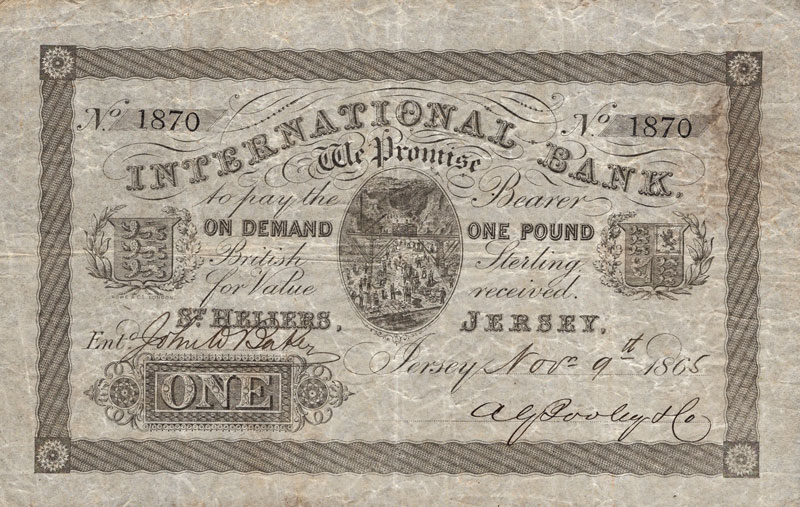 No 1870 No 1870
INTERNATIONAL BANK,
We Promise
to pay the Bearer
ON DEMAND ONE POUND
British Sterling
for Value received.
St HELIERS, JERSEY,
Entd John W Baker
Jersey Novr 9th 1865
ONE
A G Pooley & Co